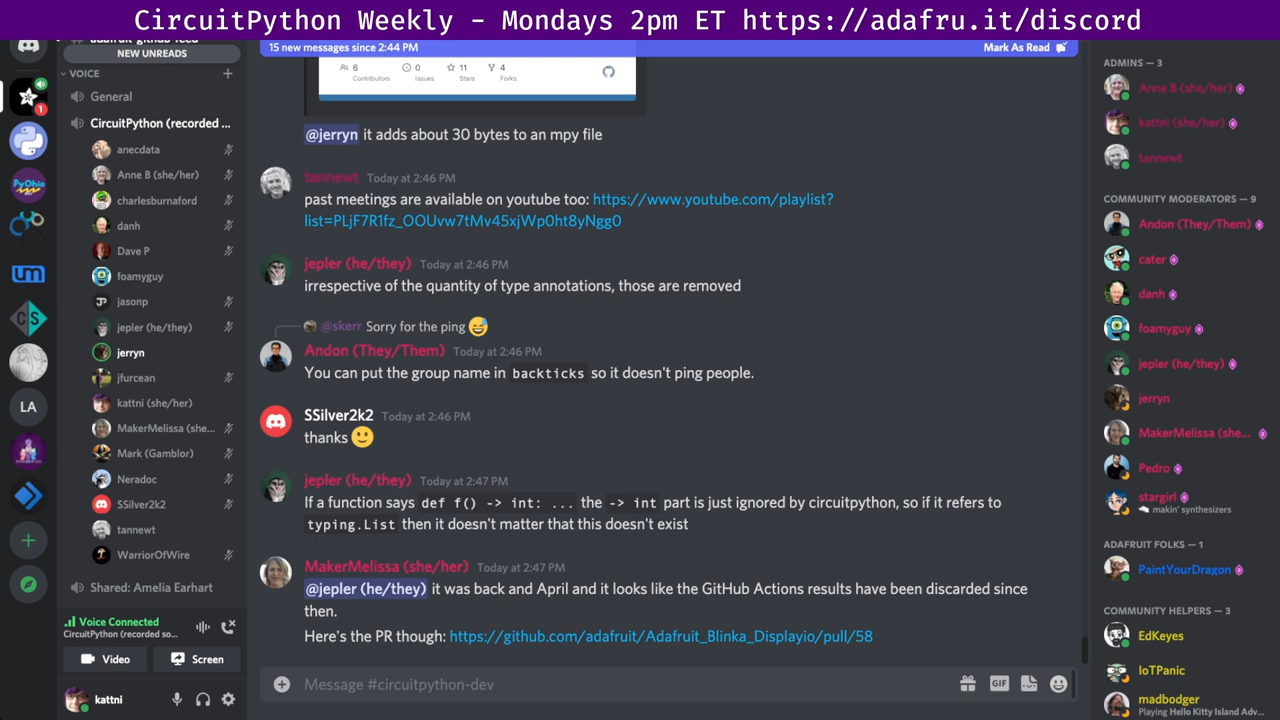 CircuitPython Weekly - Mondays 2pm ET https://adafru.it/discord
NEW UNREADS
VOICE
General
CircuitPython (recorded ...
anecdata
Anne B (she/her)
charlesburnaford
danh
Dave P
foamyguy
jasonp
jepler (he/they)
jerryn
jfurcean
kattni (she/her)
MakerMelissa (she...
Mark (Gamblor)
Neradoc
SSilver2k2
tannewt
WarriorOfWire
Shared: Amelia Earhart
Voice Connected
CircuitPython (recorded so...
Video
Screen
kattni
1
PyOhio
um
CS
LA
15 new messages since 2:44 PM
Mark As Read
6 0 11 4
Contributors Issues Stars Forks
@jerryn it adds about 30 bytes to an mpy file
tannewt Today at 2:46 PM
past meetings are available on youtube too: https://www.youtube.com/playlist?
list=PLjF7R1fz_OOUvw7tMv45xjWp0ht8yNgg0
jepler (he/they) Today at 2:46 PM
irrespective of the quantity of type annotations, those are removed
@skerr Sorry for the ping 😅
Andon (They/Them) Today at 2:46 PM
You can put the group name in backticks so it doesn't ping people.
SSilver2k2 Today at 2:46 PM
thanks 🙂
jepler (he/they) Today at 2:47 PM
If a function says def f() -> int: ... the -> int part is just ignored by circuitpython, so if it refers to
typing.List then it doesn't matter that this doesn't exist
MakerMelissa (she/her) Today at 2:47 PM
@jepler (he/they) it was back and April and it looks like the GitHub Actions results have been discarded since
then.
Here's the PR though: https://github.com/adafruit/Adafruit_Blinka_Displayio/pull/58
Message #circuitpython-dev
GIF
ADMINS — 3
Anne B (she/her)
kattni (she/her)
tannewt
COMMUNITY MODERATORS — 9
Andon (They/Them)
cater
danh
foamyguy
jepler (he/they)
jerryn
MakerMelissa (she...
Pedro
stargirl
makin' synthesizers
ADAFRUIT FOLKS — 1
PaintYourDragon
COMMUNITY HELPERS — 3
EdKeyes
IoTPanic
madbodger
Playing Hello Kitty Island Adv...